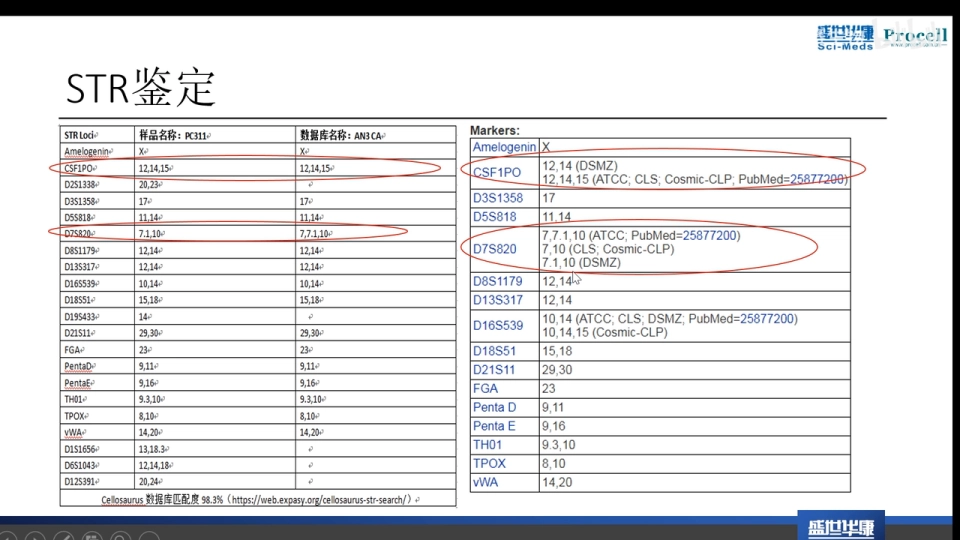 盛世华康
Sci-Meds
Procell
STR鉴定
STR Loci 样品名称：PC311 数据库名称：AN3 CA
Amelogenin X X
CSF1PO 12,14,15 12,14,15
D2S1338 20,23
D3S1358 17 17
D5S818 11,14 11,14
D7S820 7.1,10 7,7.1,10
D8S1179 12,14 12,14
D13S317 12,14 12,14
D16S539 10,14 10,14
D18S51 15,18 15,18
D19S433 14
D21S11 29,30 29,30
FGA 23 23
PentaD 9,11 9,11
PentaE 9,16 9,16
TH01 9.3,10 9.3,10
TPOX 8,10 8,10
vWA 14,20 14,20
D1S1656 13,18.3
D6S1043 12,14,18
D12S391 20,24
Cellosaurus 数据库匹配度 98.3%（https://web.expasy.org/cellosaurus-str-search/）
Markers:
Amelogenin X
CSF1PO 12,14 (DSMZ)
12,14,15 (ATCC; CLS; Cosmic-CLP; PubMed=25877200)
D3S1358 17
D5S818 11,14
D7S820 7,7.1,10 (ATCC; PubMed=25877200)
7,10 (CLS; Cosmic-CLP)
7.1,10 (DSMZ)
D8S1179 12,14
D13S317 12,14
D16S539 10,14 (ATCC; CLS; DSMZ; PubMed=25877200)
10,14,15 (Cosmic-CLP)
D18S51 15,18
D21S11 29,30
FGA 23
Penta D 9,11
Penta E 9,16
TH01 9.3,10
TPOX 8,10
vWA 14,20
盛世华康